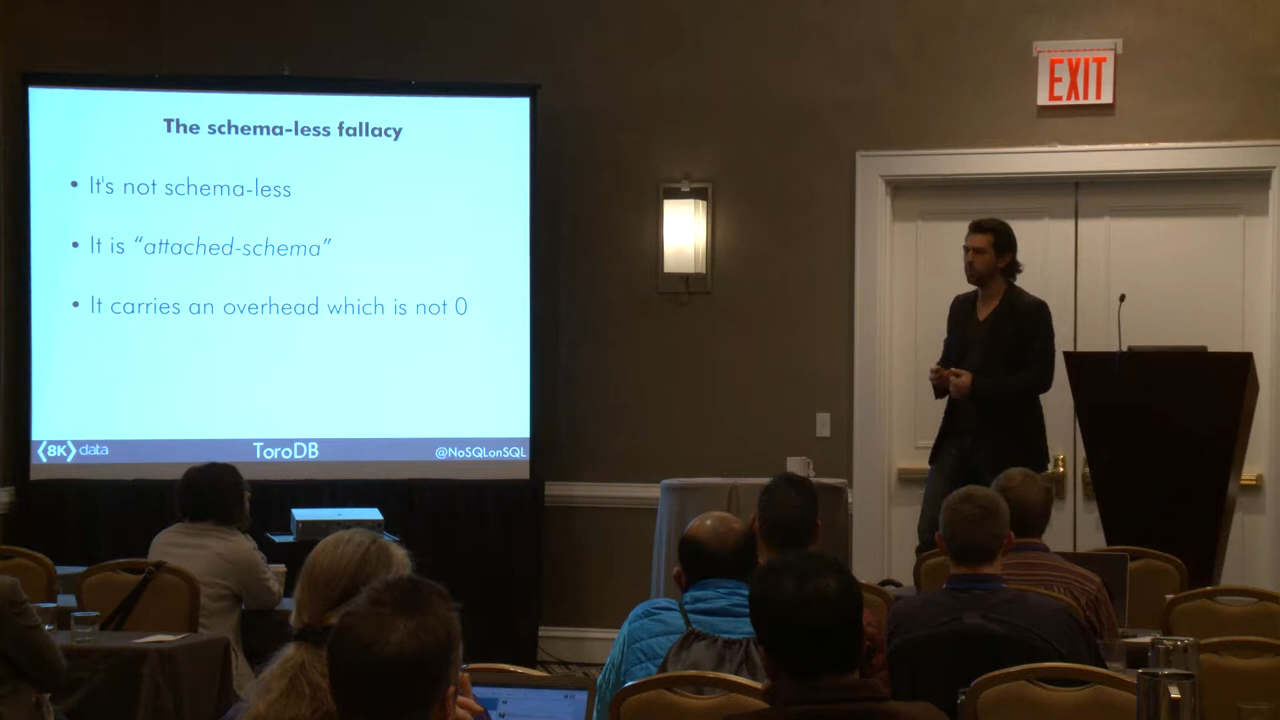 EXIT
The schema-less fallacy
• It's not schema-less
• It is “attached-schema”
• It carries an overhead which is not 0
8K data
ToroDB
@NoSQLonSQL